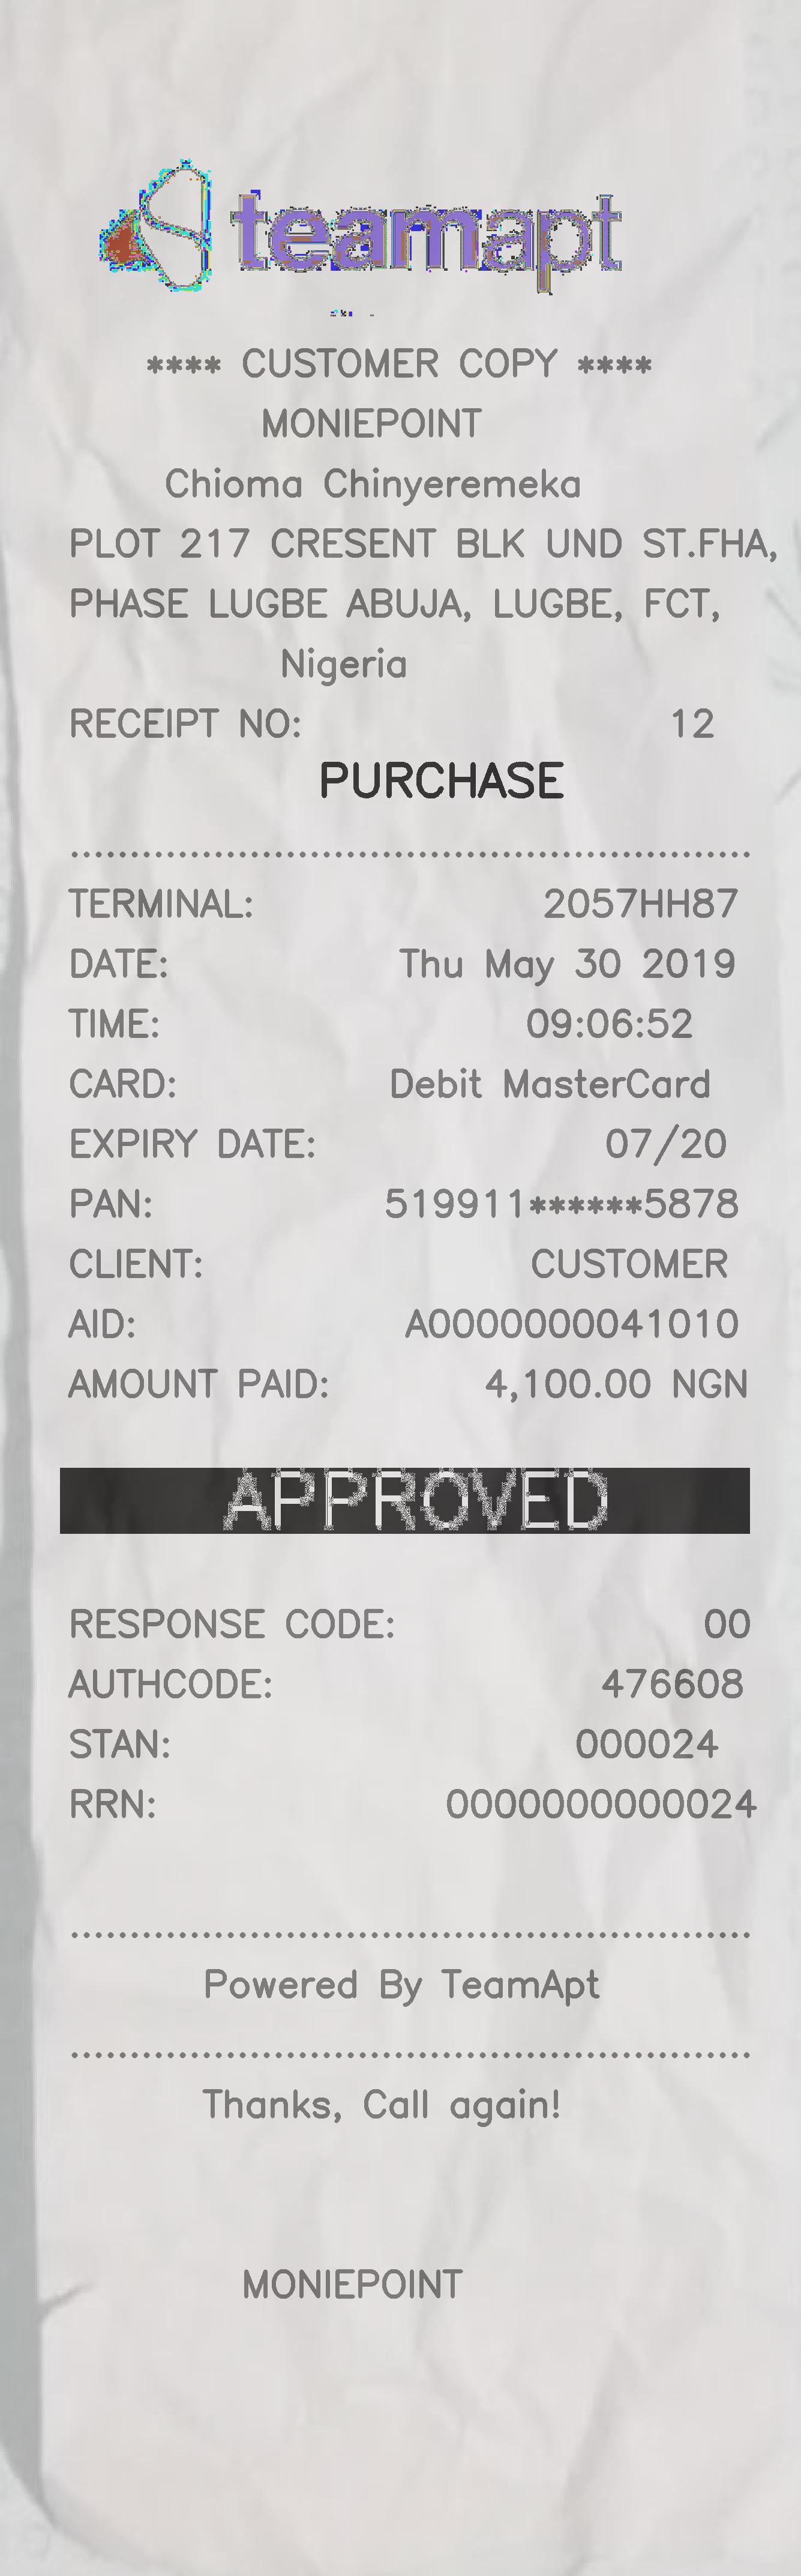 teamapt
**** CUSTOMER COPY ****
MONIEPOINT
Chioma Chinyeremeka
PLOT 217 CRESENT BLK UND ST.FHA,
PHASE LUGBE ABUJA, LUGBE, FCT,
Nigeria
RECEIPT NO: 12
PURCHASE
TERMINAL: 2057HH87
DATE: Thu May 30 2019
TIME: 09:06:52
CARD: Debit MasterCard
EXPIRY DATE: 07/20
PAN: 519911******5878
CLIENT: CUSTOMER
AID: A0000000041010
AMOUNT PAID: 4,100.00 NGN
APPROVED
RESPONSE CODE: 00
AUTHCODE: 476608
STAN: 000024
RRN: 0000000000024
Powered By TeamApt
Thanks, Call again!
MONIEPOINT